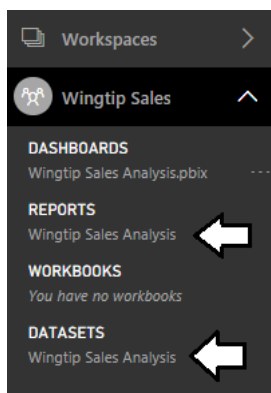 Workspaces
Wingtip Sales
DASHBOARDS
Wingtip Sales Analysis.pbix ...
REPORTS
Wingtip Sales Analysis
WORKBOOKS
You have no workbooks
DATASETS
Wingtip Sales Analysis